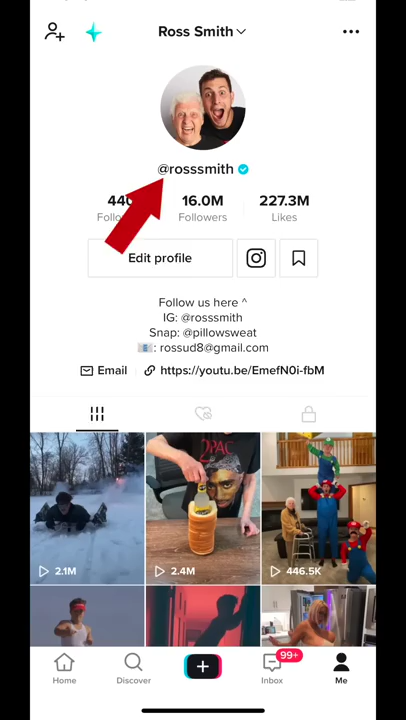 Ross Smith
@rosssmith
16.0M
227.3M
Followers
Likes
Edit profile
Follow us here ^
IG: @rosssmith
Snap: @pillowsweat
📧: rossud8@gmail.com
Email
https://youtu.be/EmefN0i-fbM
2PAC
2.1M
2.4M
446.5K
99+
Home
Discover
Inbox
Me